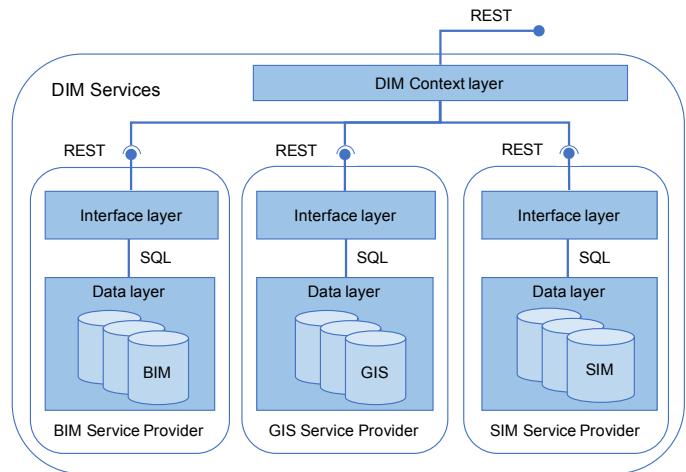 REST
DIM Services
DIM Context layer
REST
REST
REST
Interface layer
Interface layer
Interface layer
SQL
SQL
SQL
Data layer
Data layer
Data layer
BIM
GIS
SIM
BIM Service Provider
GIS Service Provider
SIM Service Provider